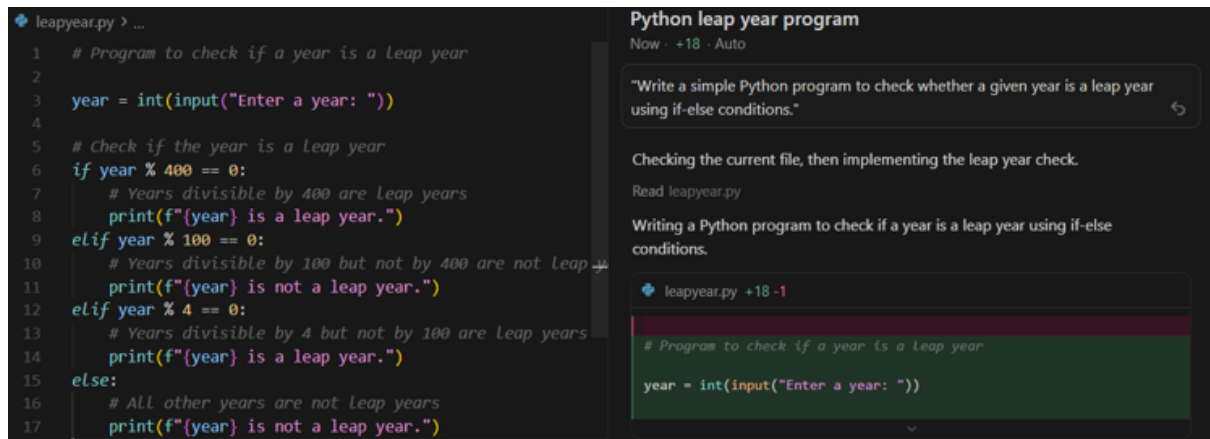 leapyear.py > ...
1 # Program to check if a year is a leap year
2
3 year = int(input("Enter a year: "))
4
5 # Check if the year is a leap year
6 if year % 400 == 0:
7 # Years divisible by 400 are leap years
8 print(f"{year} is a leap year.")
9 elif year % 100 == 0:
10 # Years divisible by 100 but not by 400 are not leap y
11 print(f"{year} is not a leap year.")
12 elif year % 4 == 0:
13 # Years divisible by 4 but not by 100 are leap years
14 print(f"{year} is a leap year.")
15 else:
16 # All other years are not leap years
17 print(f"{year} is not a leap year.")
Python leap year program
Now · +18 · Auto
"Write a simple Python program to check whether a given year is a leap year
using if-else conditions."
Checking the current file, then implementing the leap year check.
Read leapyear.py
Writing a Python program to check if a year is a leap year using if-else
conditions.
leapyear.py +18 -1
# Program to check if a year is a leap year
year = int(input("Enter a year: "))